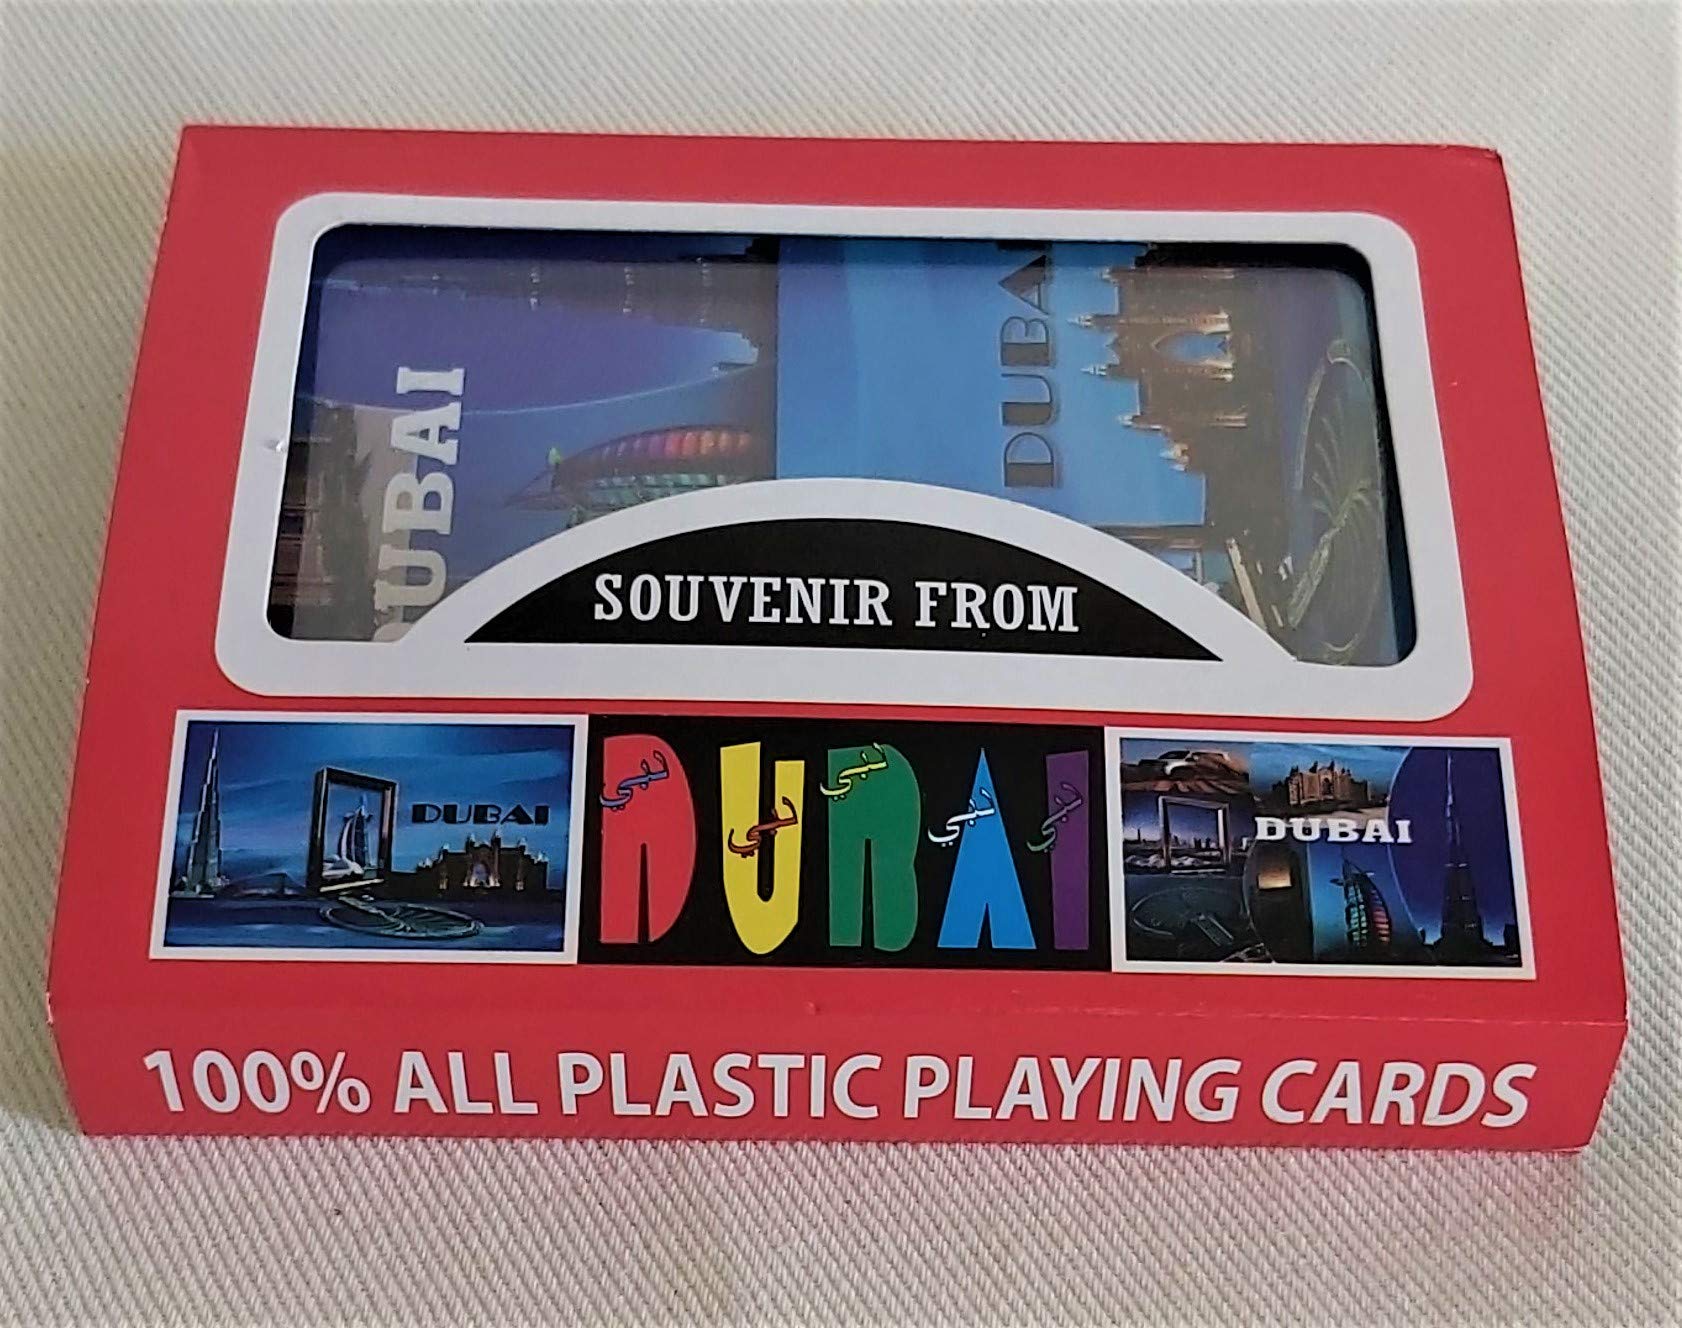 DUBAI
DUBAI
SOUVENIR FROM
DUBAI
DUBAI
DUBAI
100% ALL PLASTIC PLAYING CARDS